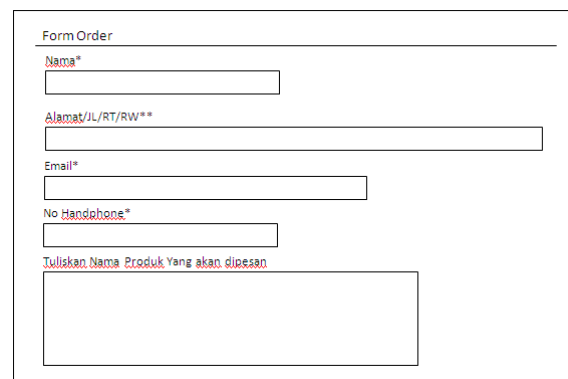 Form Order
Nama*
Alamat/JL/RT/RW**
Email*
No Handphone*
Tuliskan Nama Produk Yang akan dipesan